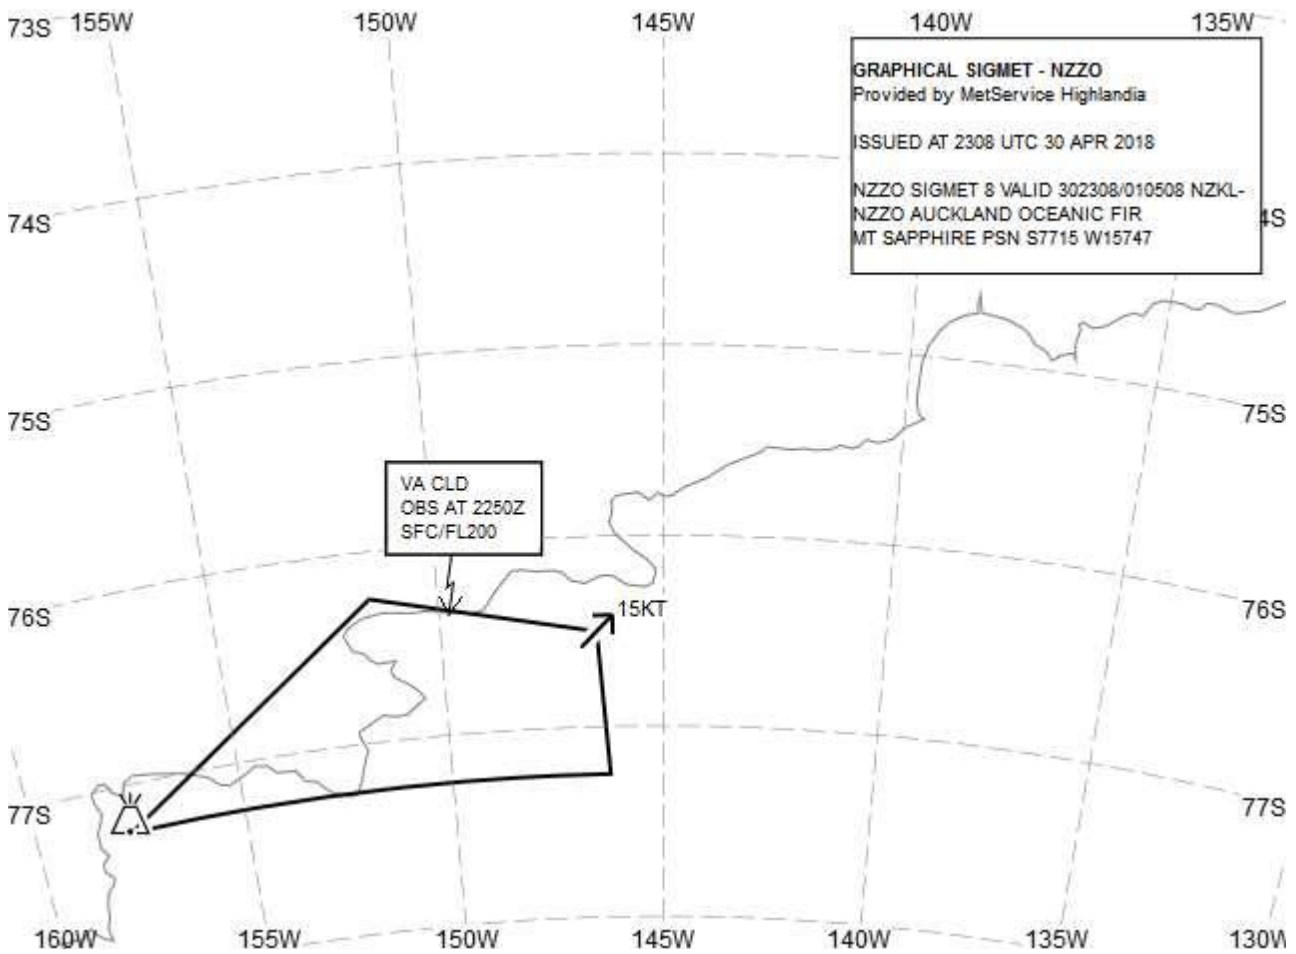 73S 155W 150W 145W 140W 135W
GRAPHICAL SIGMET - NZZO
Provided by MetService Highlandia
ISSUED AT 2308 UTC 30 APR 2018
NZZO SIGMET 8 VALID 302308/010508 NZKL-
NZZO AUCKLAND OCEANIC FIR
MT SAPPHIRE PSN S7715 W15747
74S 4S
75S 75S
VA CLD
OBS AT 2250Z
SFC/FL200
76S 15KT 76S
77S 77S
160W 155W 150W 145W 140W 135W 130W